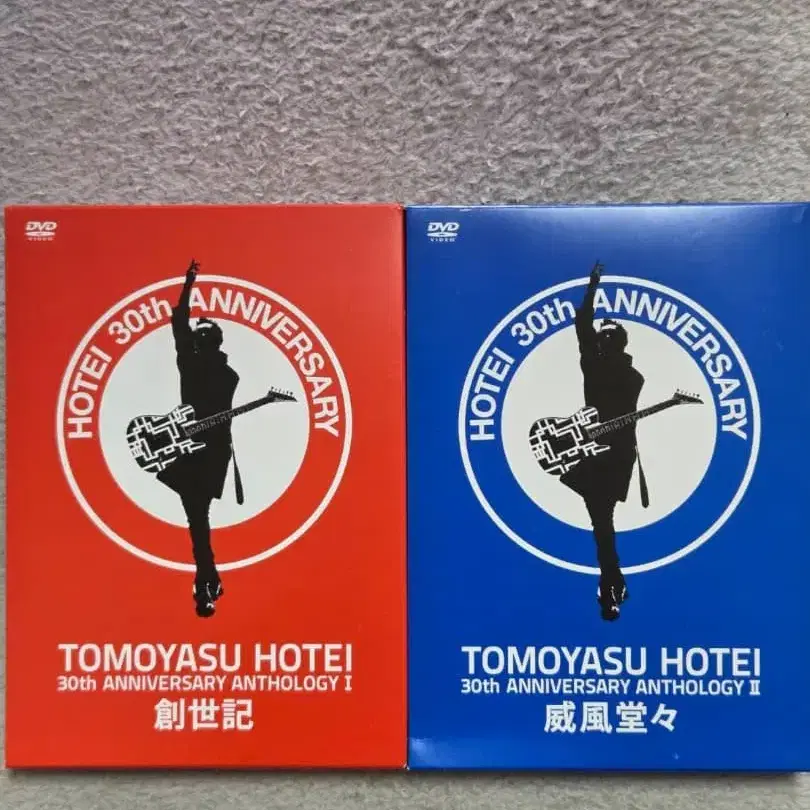 DVD
VIDEO
HOTEI 30th ANNIVERSARY
TOMOYASU HOTEI
30th ANNIVERSARY ANTHOLOGY I
創世記
DVD
VIDEO
HOTEI 30th ANNIVERSARY
TOMOYASU HOTEI
30th ANNIVERSARY ANTHOLOGY II
威風堂々